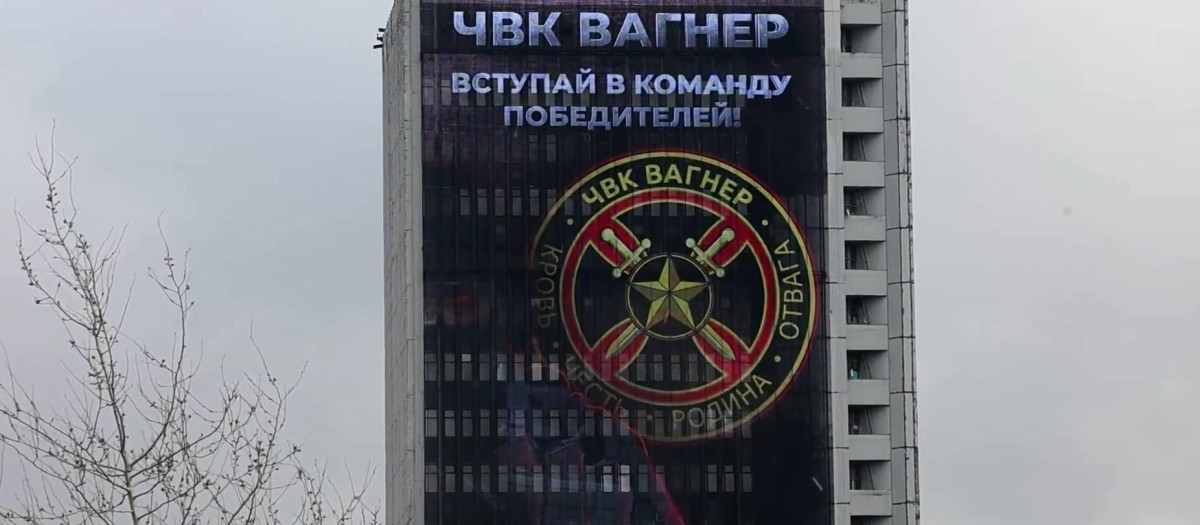 ЧВК ВАГНЕР
ВСТУПАЙ В КОМАНДУ
ПОБЕДИТЕЛЕЙ!
ЧВК ВАГНЕР
КРОВЬ · ЧЕСТЬ · РОДИНА · ОТВАГА